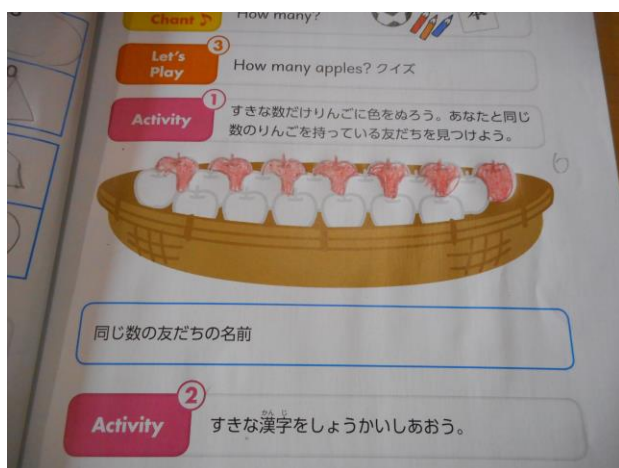 Chant
How many?
本
3
Let's
Play
How many apples? クイズ
1
Activity
すきな数だけりんごに色をぬろう。あなたと同じ
数のりんごを持っている友だちを見つけよう。
6
同じ数の友だちの名前
2
Activity
かん じ
すきな漢字をしょうかいしあおう。